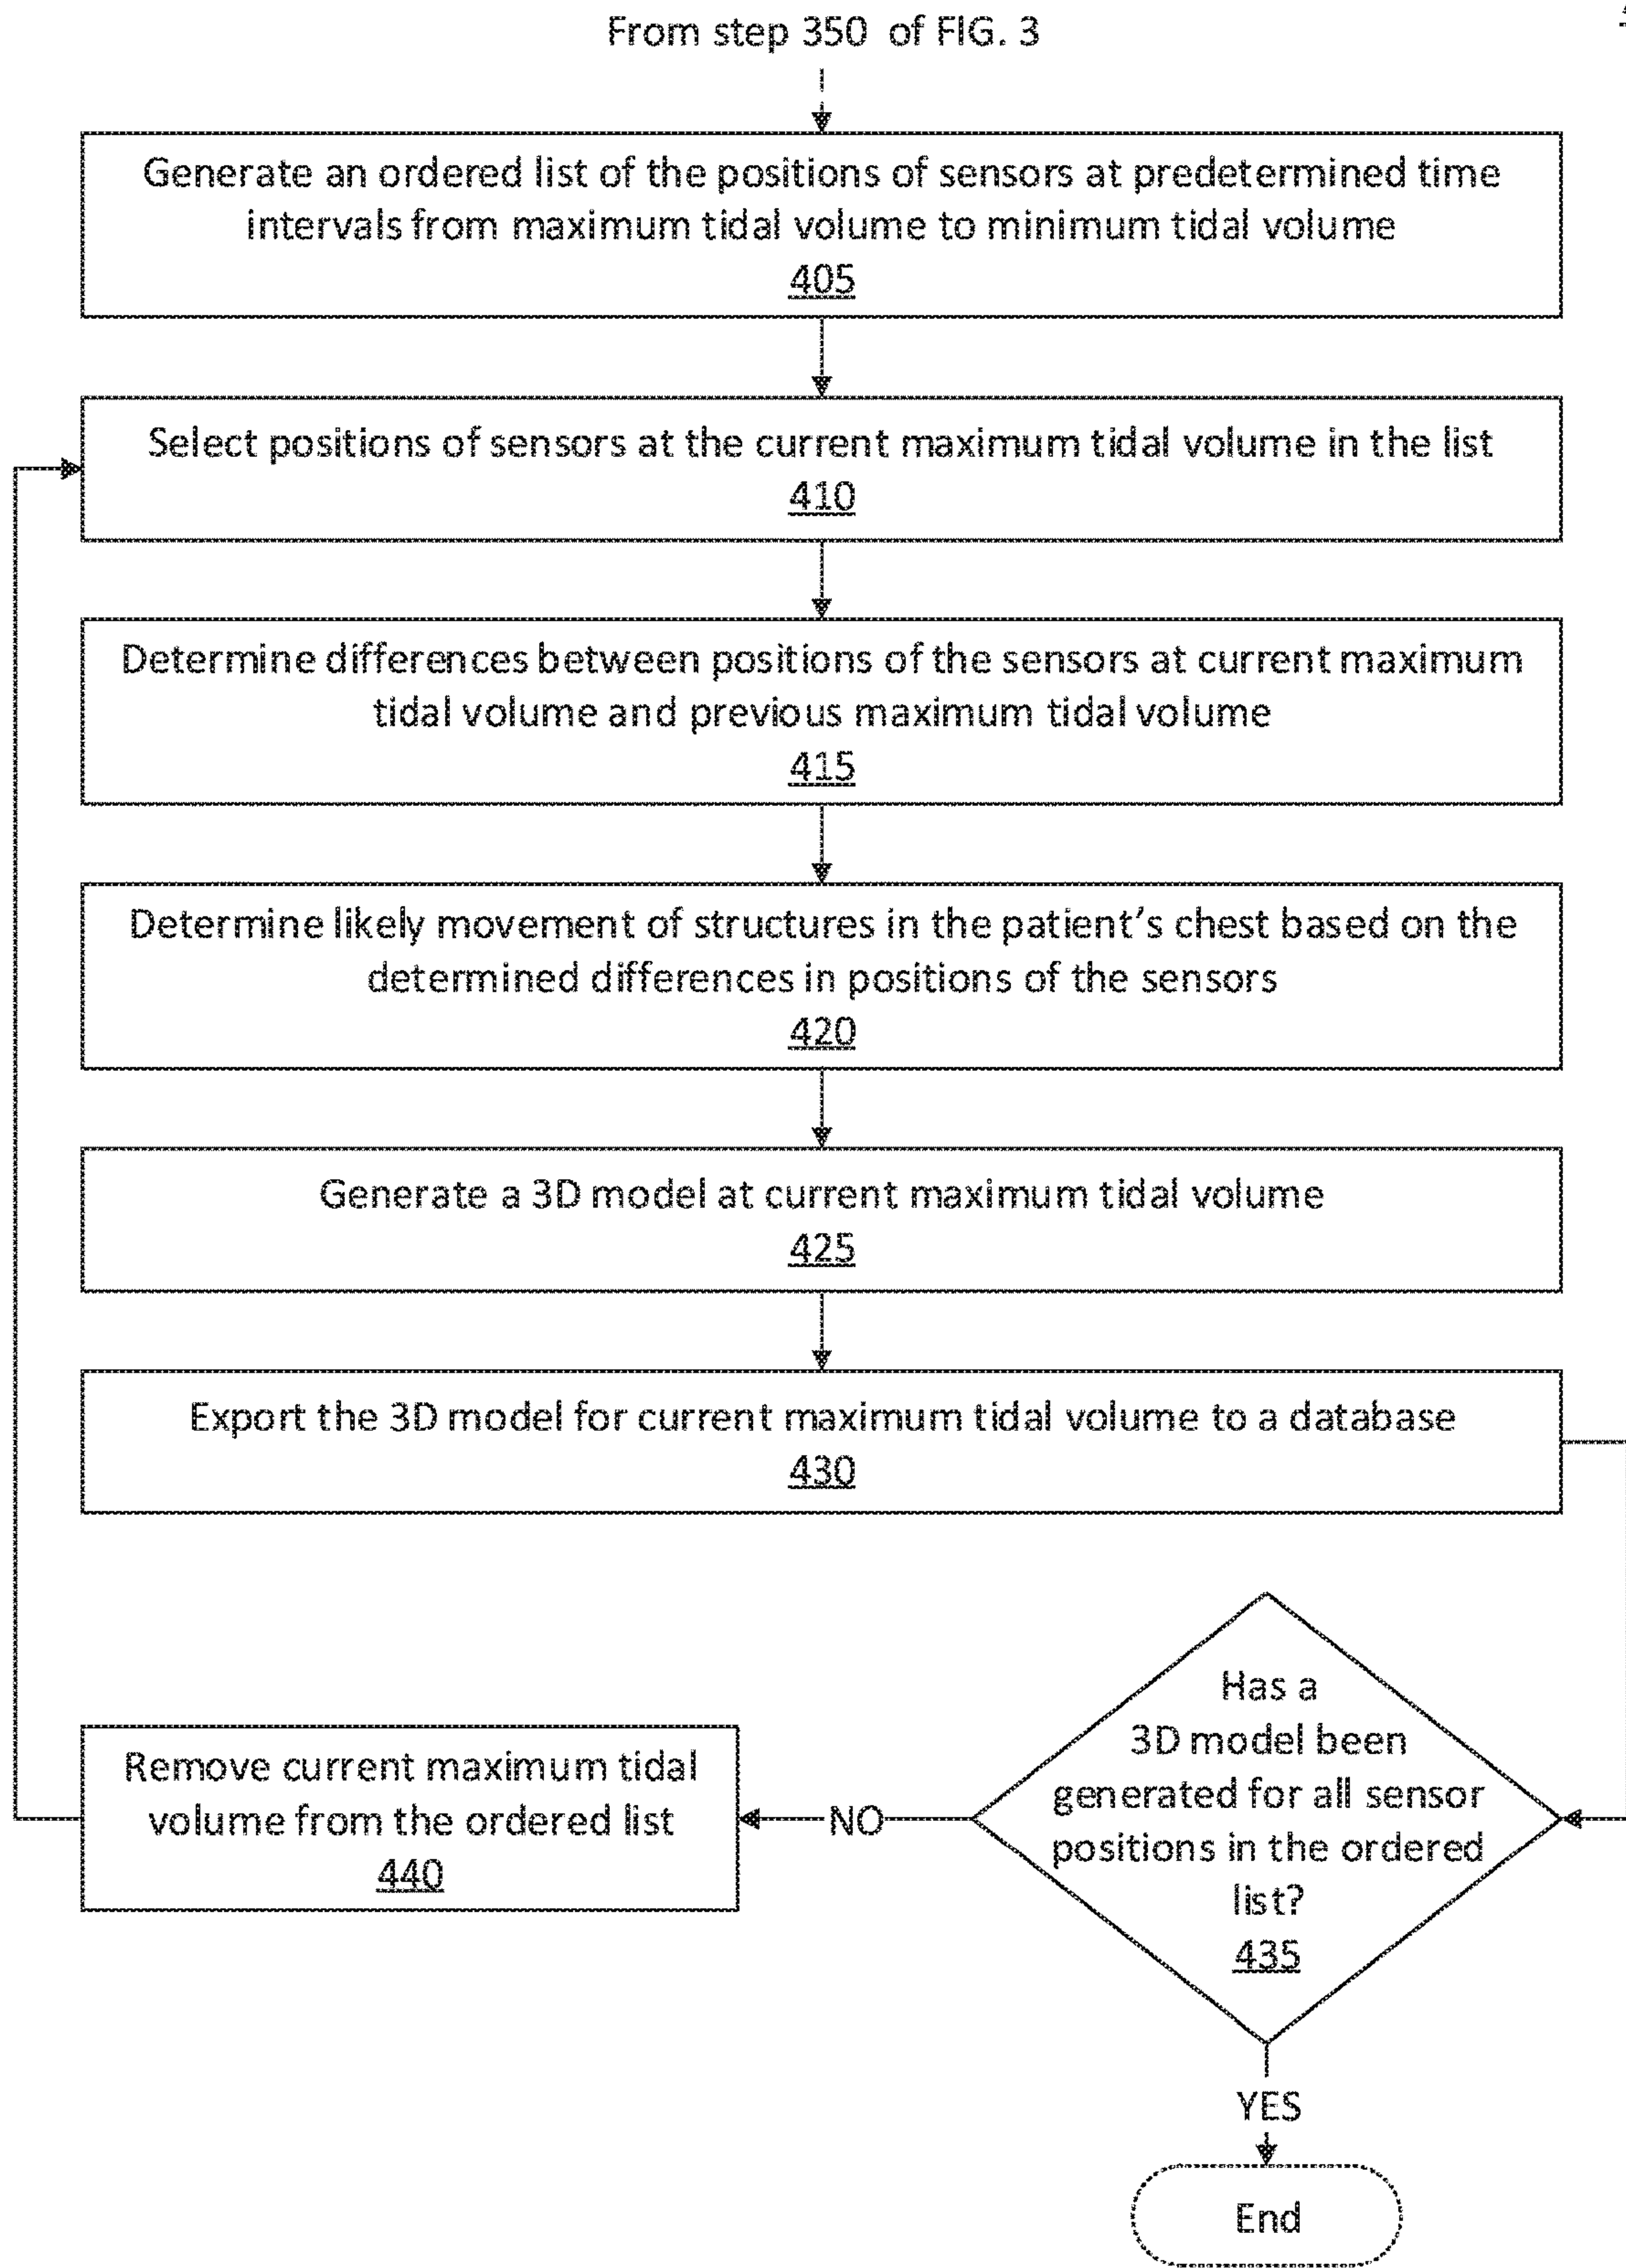 From step 350 of FIG. 3
Generate an ordered list of the positions of sensors at predetermined time
intervals from maximum tidal volume to minimum tidal volume
405
Select positions of sensors at the current maximum tidal volume in the list
410
Determine differences between positions of the sensors at current maximum
tidal volume and previous maximum tidal volume
415
Determine likely movement of structures in the patient's chest based on the
determined differences in positions of the sensors
420
Generate a 3D model at current maximum tidal volume
425
Export the 3D model for current maximum tidal volume to a database
430
Has a
3D model been
generated for all sensor
positions in the ordered
list?
435
Remove current maximum tidal
volume from the ordered list
440
NO
YES
End